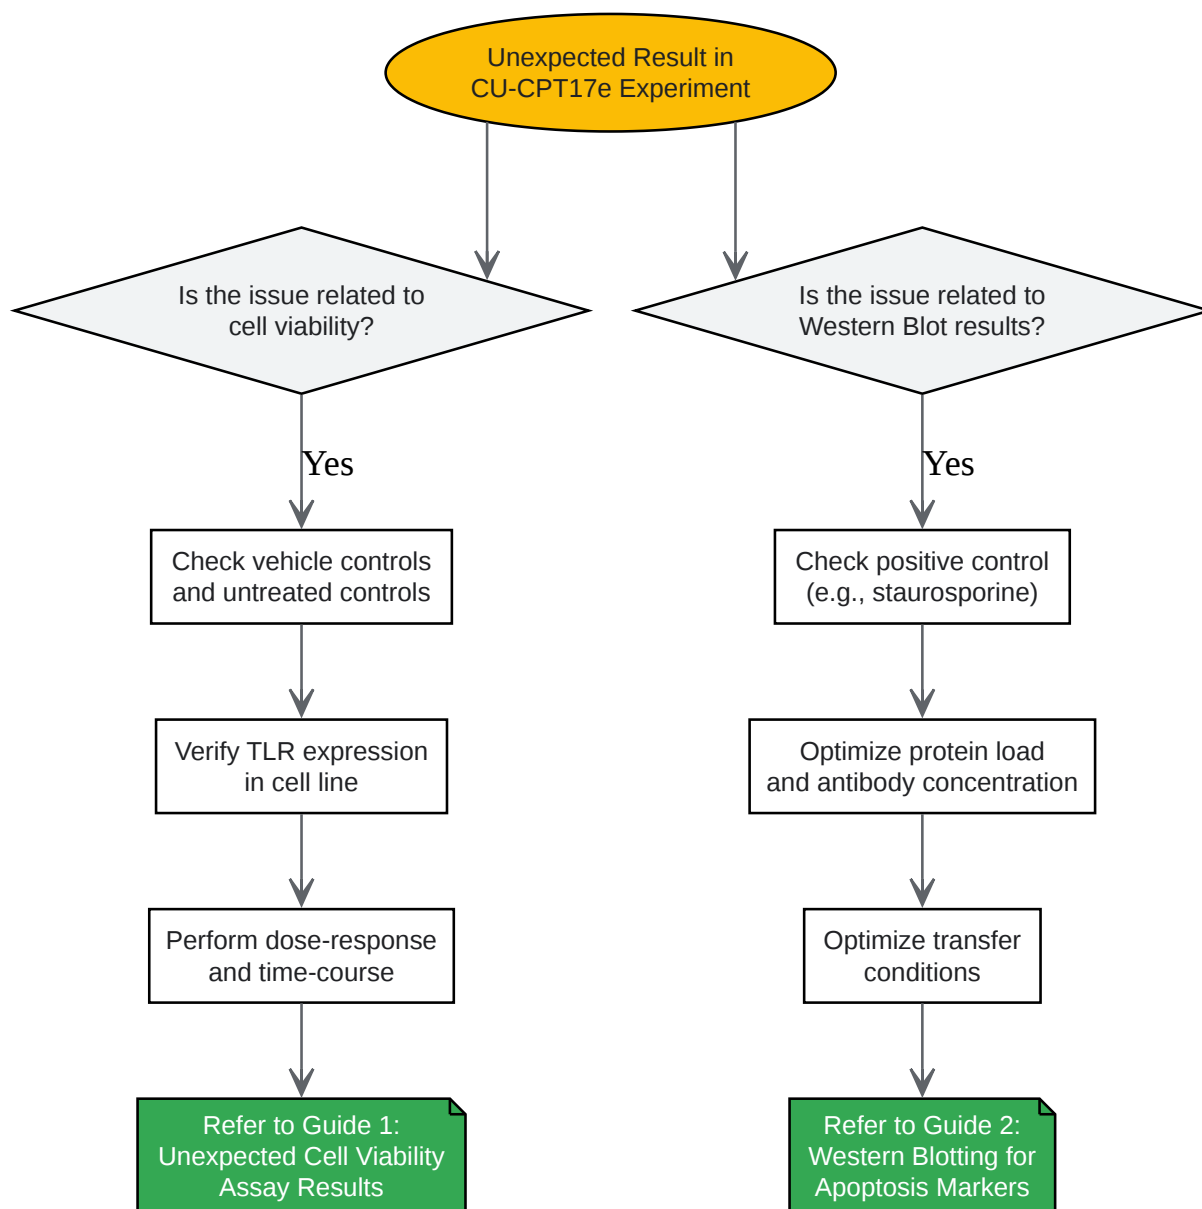 Unexpected Result in
CU-CPT17e Experiment
Is the issue related to
cell viability?
Is the issue related to
Western Blot results?
Yes
Yes
Check vehicle controls
and untreated controls
Check positive control
(e.g., staurosporine)
Verify TLR expression
in cell line
Optimize protein load
and antibody concentration
Perform dose-response
and time-course
Optimize transfer
conditions
Refer to Guide 1:
Unexpected Cell Viability
Assay Results
Refer to Guide 2:
Western Blotting for
Apoptosis Markers